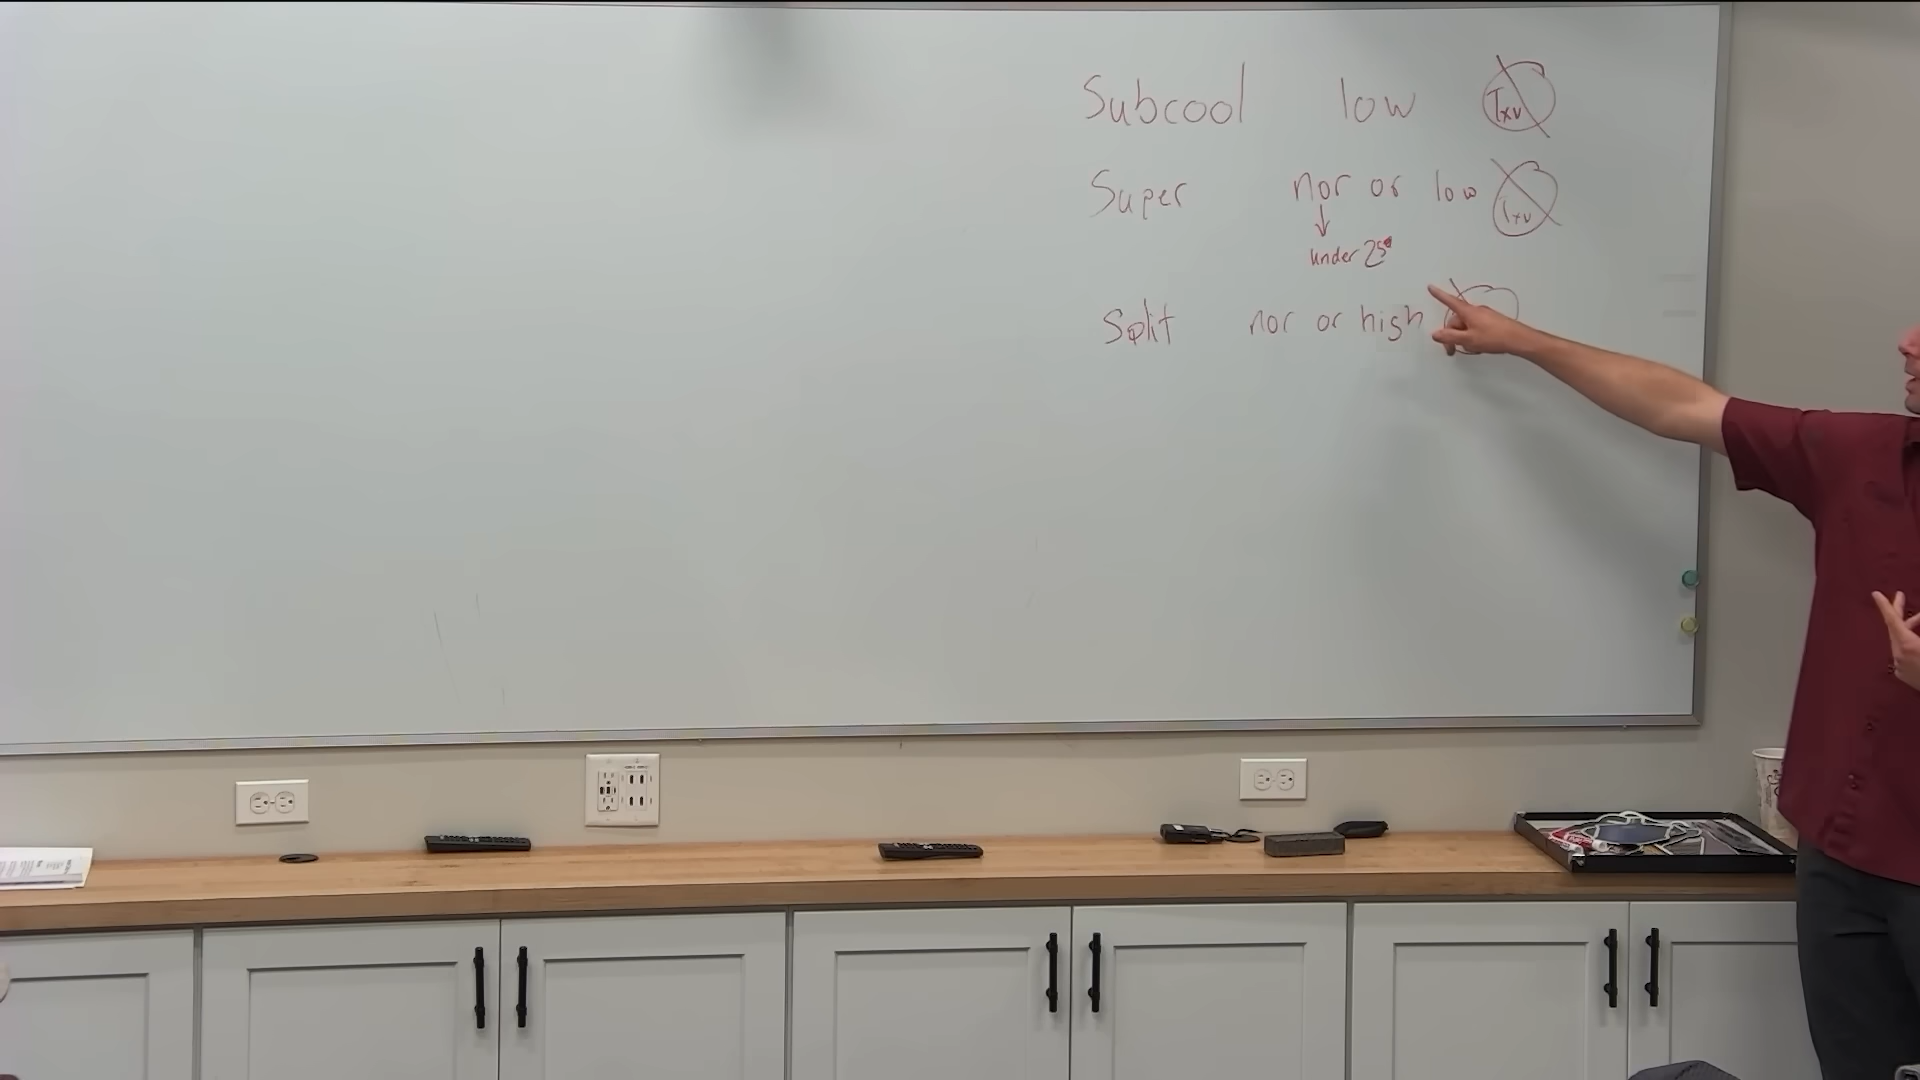 Subcool low Txv
Super nor or low Txv
under 25°
Split nor or high